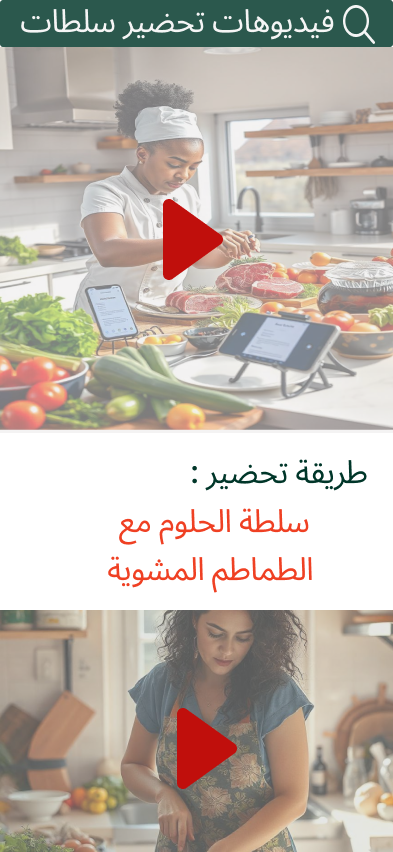 فيديوهات تحضير سلطات
طريقة تحضير :
سلطة الحلوم مع
الطماطم المشوية